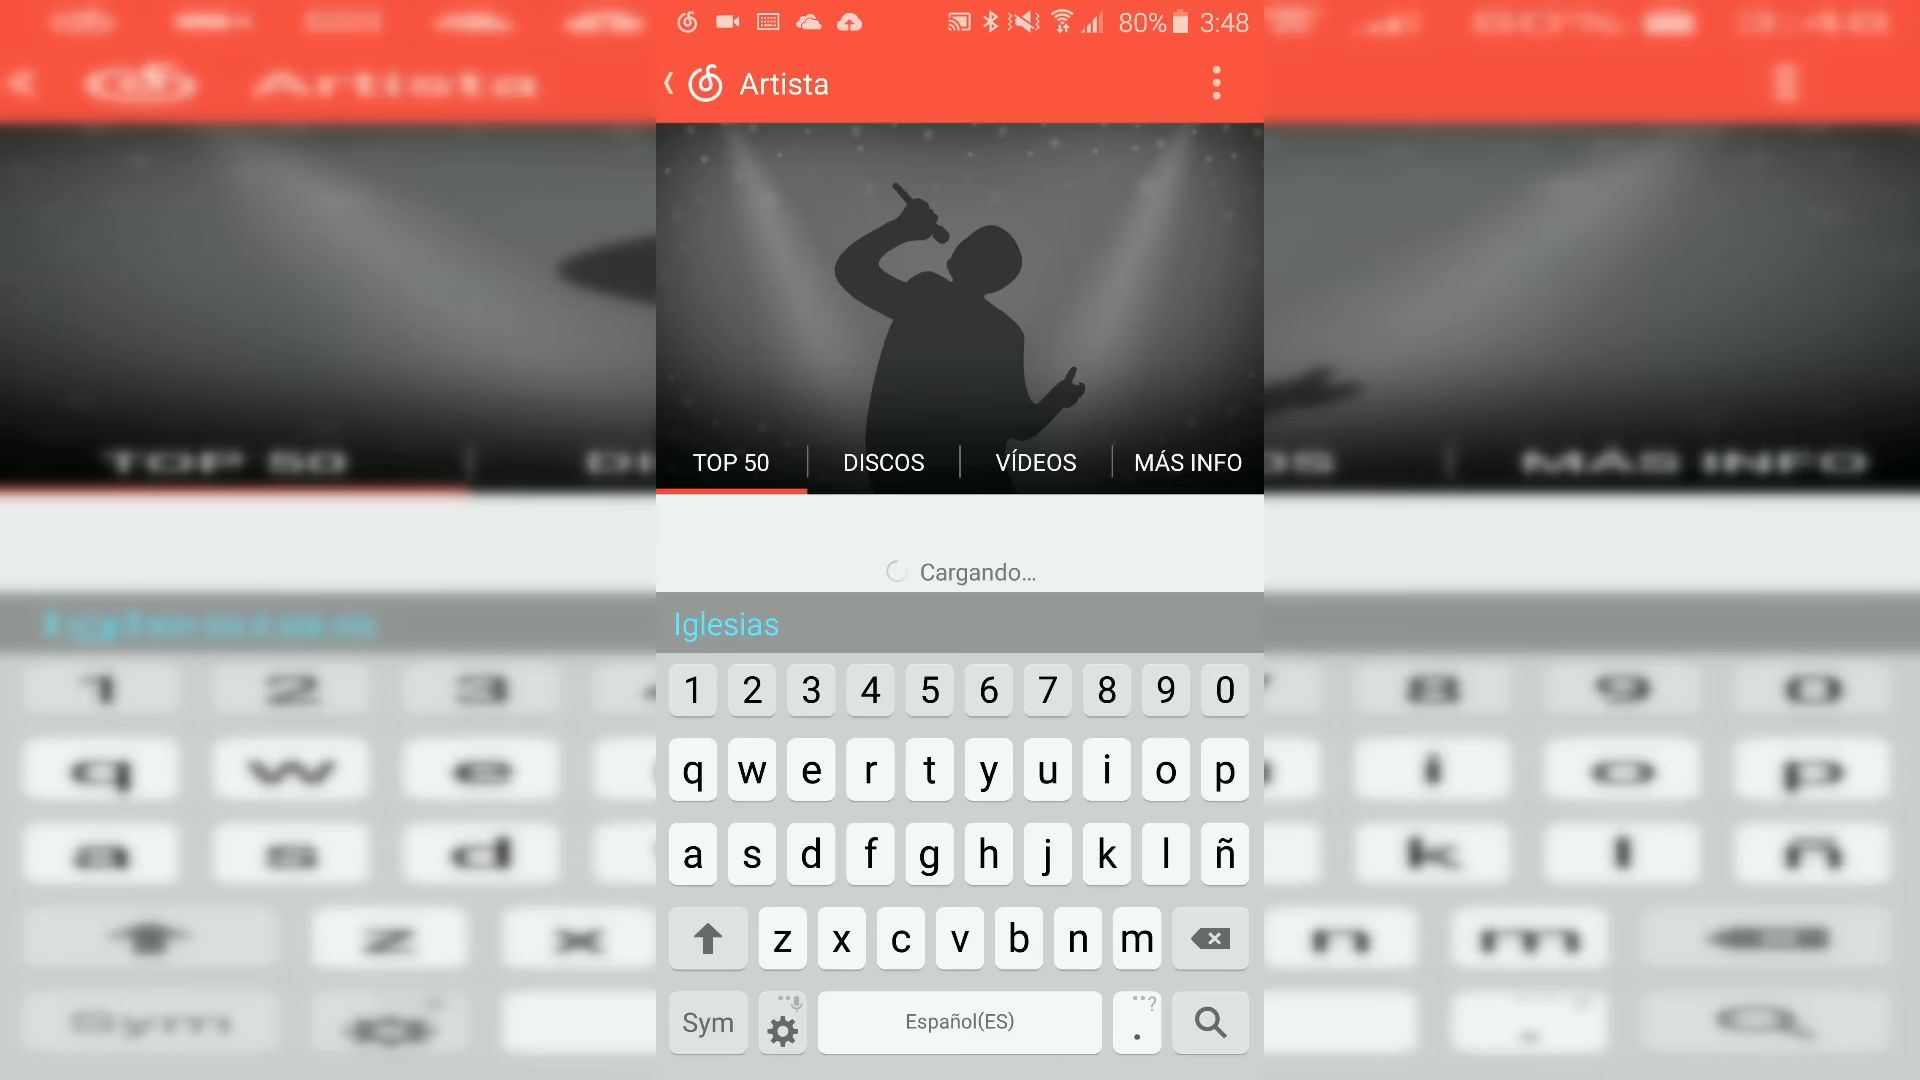 80% 3:48
Artista
TOP 50 DISCOS VÍDEOS MÁS INFO
Cargando...
Iglesias
1 2 3 4 5 6 7 8 9 0
q w e r t y u i o p
a s d f g h j k l ñ
z x c v b n m
Sym Español(ES) . ?